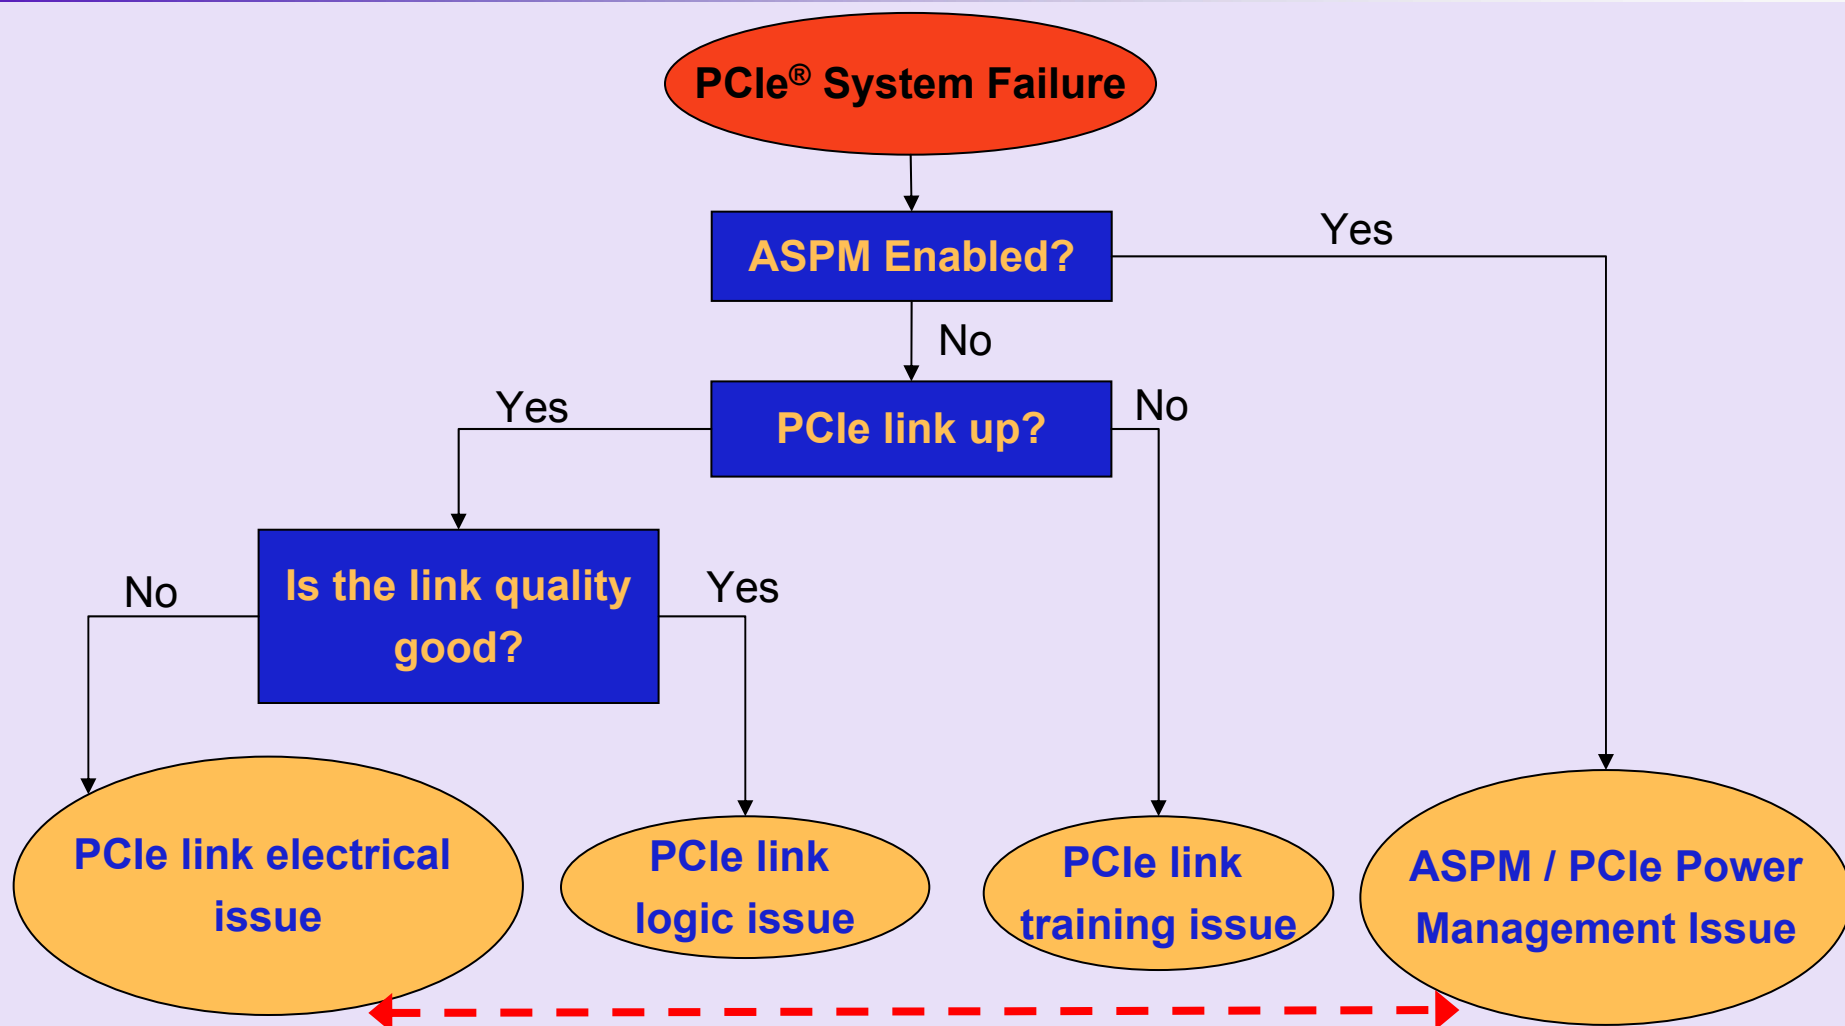 PCIe® System Failure
ASPM Enabled?
Yes
No
PCIe link up?
Yes
No
Is the link quality
good?
No
Yes
PCIe link electrical
issue
PCIe link
logic issue
PCIe link
training issue
ASPM / PCIe Power
Management Issue